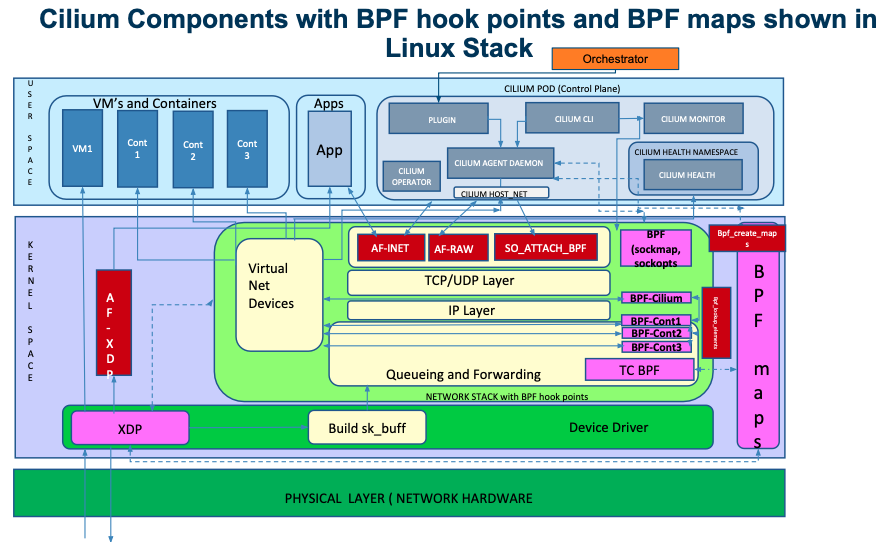 Cilium Components with BPF hook points and BPF maps shown in
Linux Stack
Orchestrator
USER SPACE
VM's and Containers
VM1
Cont
1
Cont
2
Cont
3
Apps
App
CILIUM POD (Control Plane)
PLUGIN
CILIUM CLI
CILIUM MONITOR
CILIUM AGENT DAEMON
CILIUM
OPERATOR
CILIUM HEALTH NAMESPACE
CILIUM HEALTH
CILIUM HOST_NET
KERNEL SPACE
AF-XDP
Virtual
Net
Devices
AF-INET
AF-RAW
SO_ATTACH_BPF
BPF
(sockmap,
sockopts
Bpf_create_map
s
TCP/UDP Layer
IP Layer
BPF-Cilium
BPF-Cont1
BPF-Cont2
BPF-Cont3
Bpf_lookup_elements
BPF maps
Queueing and Forwarding
TC BPF
NETWORK STACK with BPF hook points
XDP
Build sk_buff
Device Driver
PHYSICAL LAYER ( NETWORK HARDWARE